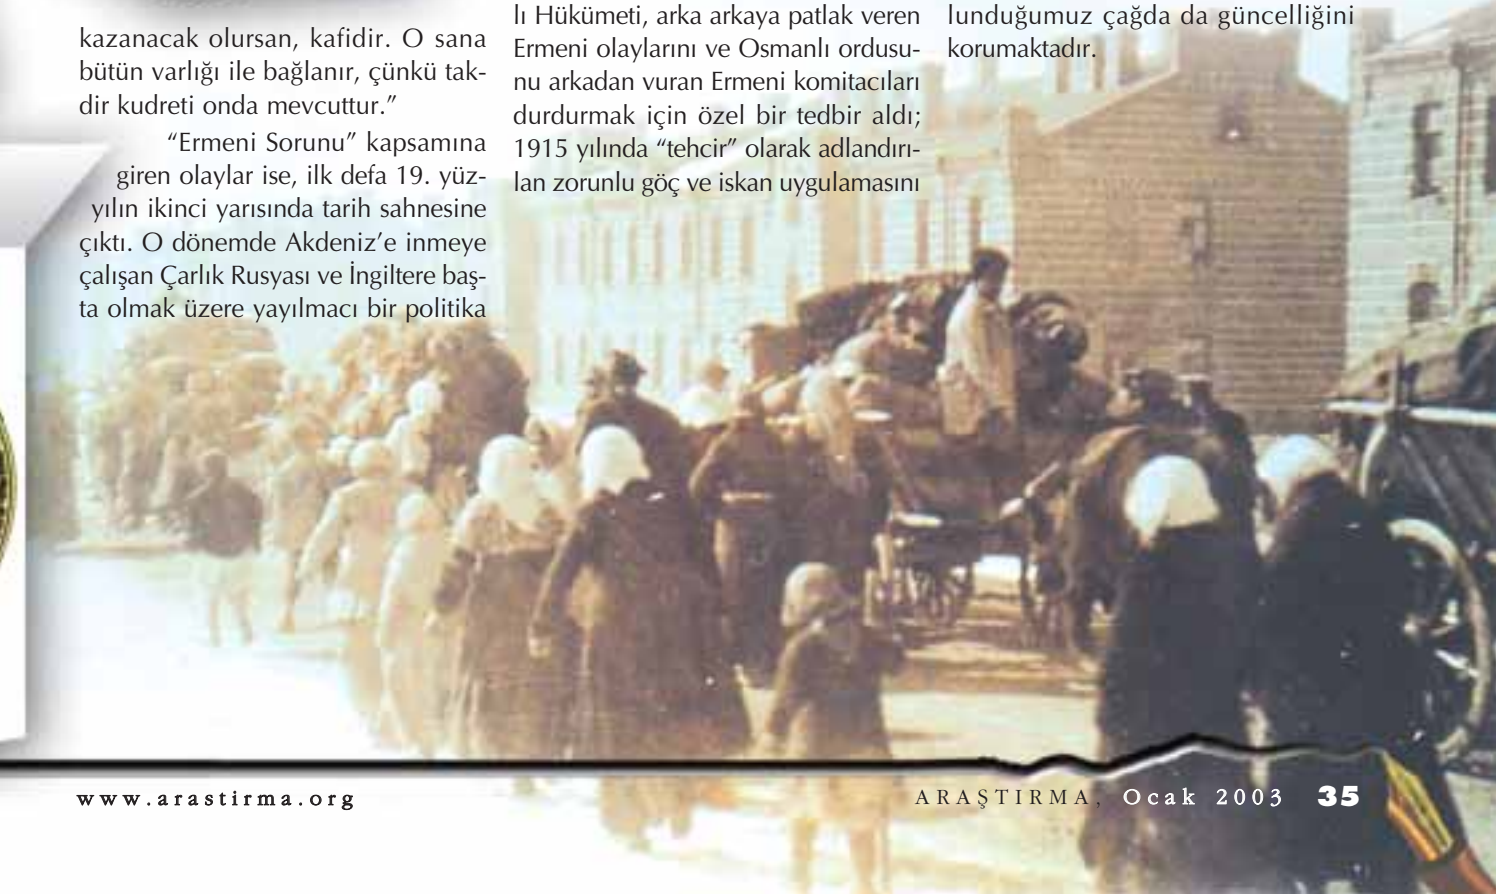 kazanacak olursan, kafidir. O sana
bütün varlığı ile bağlanır, çünkü tak-
dir kudreti onda mevcuttur.”
“Ermeni Sorunu” kapsamına
giren olaylar ise, ilk defa 19. yüz-
yılın ikinci yarısında tarih sahnesine
çıktı. O dönemde Akdeniz’e inmeye
çalışan Çarlık Rusyası ve İngiltere baş-
ta olmak üzere yayılmacı bir politika
lı Hükümeti, arka arkaya patlak veren
Ermeni olaylarını ve Osmanlı ordusu-
nu arkadan vuran Ermeni komitacıları
durdurmak için özel bir tedbir aldı;
1915 yılında “tehcir” olarak adlandırı-
lan zorunlu göç ve iskan uygulamasını
lunduğumuz çağda da güncelliğini
korumaktadır.
www.arastirma.org
ARAŞTIRMA, Ocak 2003 35